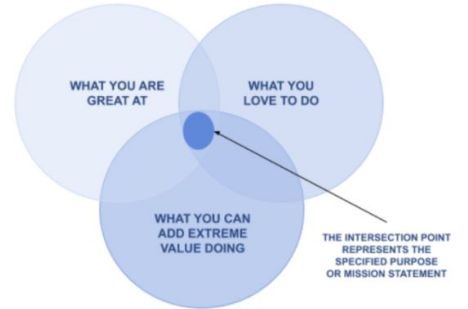 WHAT YOU ARE
GREAT AT
WHAT YOU
LOVE TO DO
WHAT YOU CAN
ADD EXTREME
VALUE DOING
THE INTERSECTION POINT
REPRESENTS THE
SPECIFIED PURPOSE
OR MISSION STATEMENT